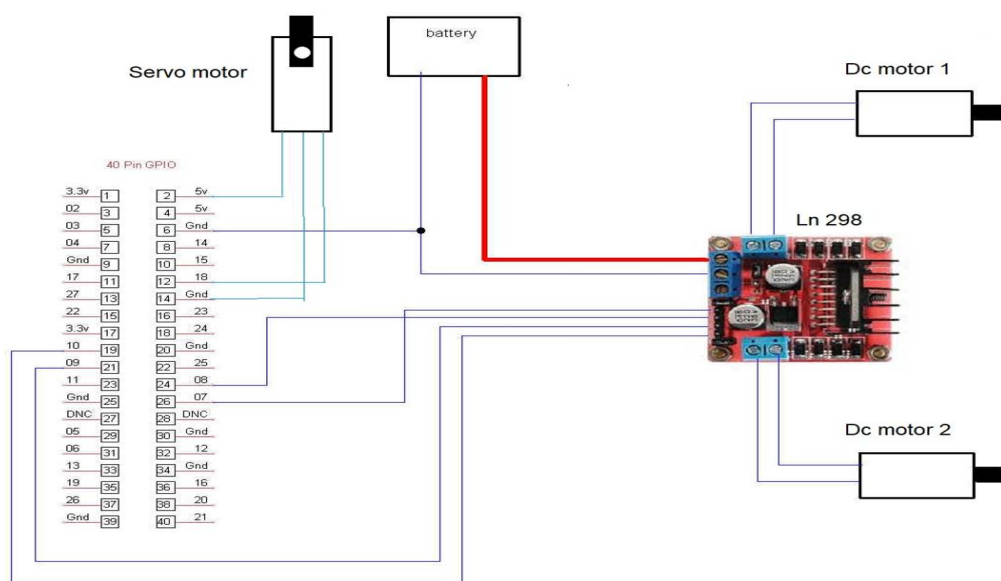 battery
Servo motor
Dc motor 1
40 Pin GPIO
3.3v 1 2 5v
02 3 4 5v
03 5 6 Gnd
04 7 8 14
Gnd 9 10 15
17 11 12 18
27 13 14 Gnd
22 15 16 23
3.3v 17 18 24
10 19 20 Gnd
09 21 22 25
11 23 24 08
Gnd 25 26 07
DNC 27 28 DNC
05 29 30 Gnd
06 31 32 12
13 33 34 Gnd
19 35 36 16
26 37 38 20
Gnd 39 40 21
Ln 298
Dc motor 2